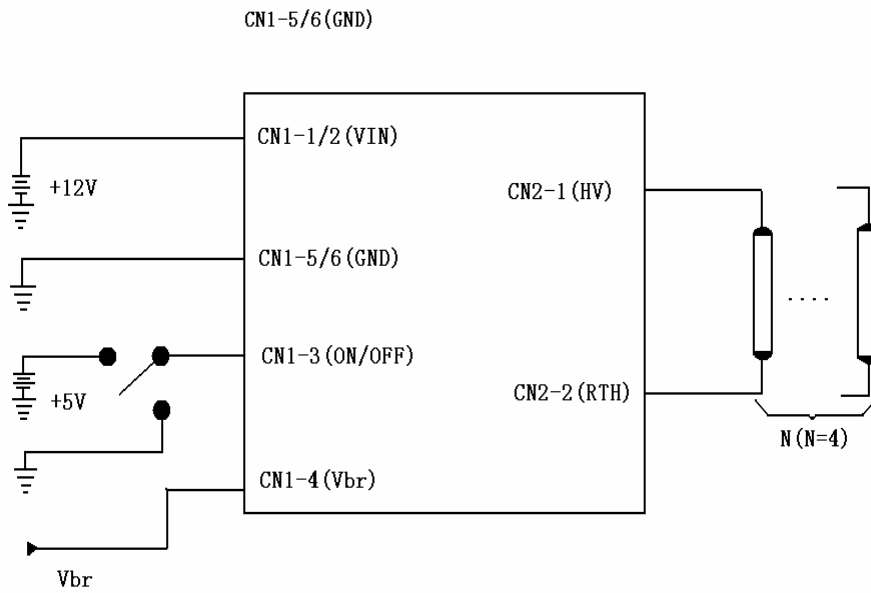 CN1-5/6(GND)
CN1-1/2(VIN)
+12V
CN2-1(HV)
CN1-5/6(GND)
....
CN1-3(ON/OFF)
+5V
CN2-2(RTH)
N(N=4)
CN1-4(Vbr)
Vbr